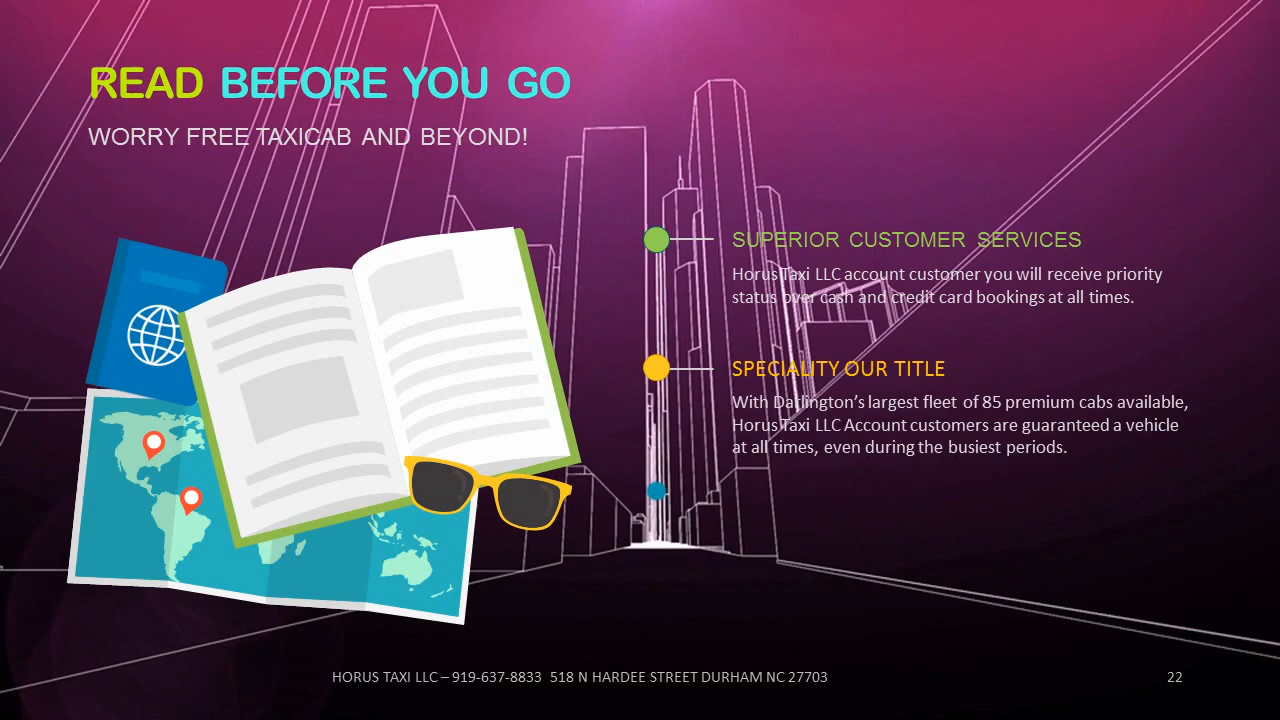 READ BEFORE YOU GO
WORRY FREE TAXICAB AND BEYOND!
SUPERIOR CUSTOMER SERVICES
Horus Taxi LLC account customer you will receive priority
status over cash and credit card bookings at all times.
SPECIALITY OUR TITLE
With Darlington’s largest fleet of 85 premium cabs available,
Horus Taxi LLC Account customers are guaranteed a vehicle
at all times, even during the busiest periods.
HORUS TAXI LLC – 919-637-8833 518 N HARDEE STREET DURHAM NC 27703
22